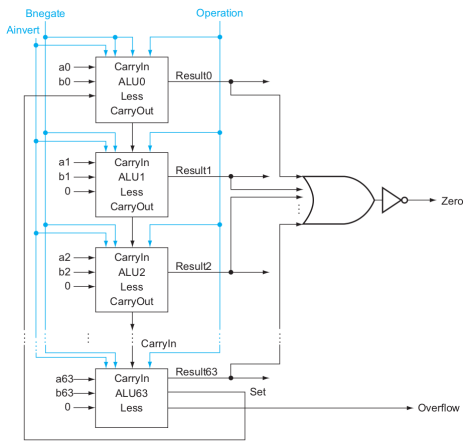 Bnegate
Operation
Ainvert
a0
b0
CarryIn
ALU0
Less
CarryOut
Result0
a1
b1
0
CarryIn
ALU1
Less
CarryOut
Result1
Zero
a2
b2
0
CarryIn
ALU2
Less
CarryOut
Result2
CarryIn
a63
b63
0
CarryIn
ALU63
Less
Result63
Set
Overflow